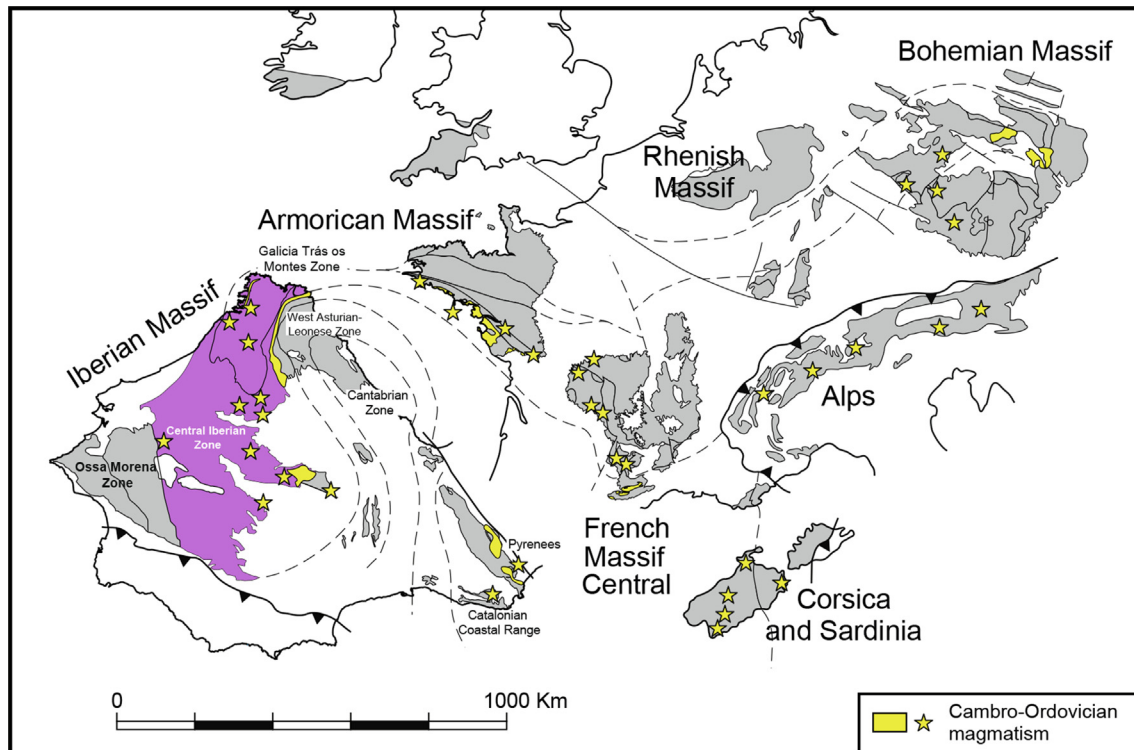 Bohemian Massif
Rhenish
Massif
Armorican Massif
Galicia Trás os
Montes Zone
Iberian Massif
West Asturian-
Leonese Zone
Cantabrian
Zone
Alps
Central Iberian
Zone
Ossa Morena
Zone
French
Massif
Central
Pyrenees
Catalonian
Coastal Range
Corsica
and Sardinia
0
1000 Km
Cambro-Ordovician
magmatism